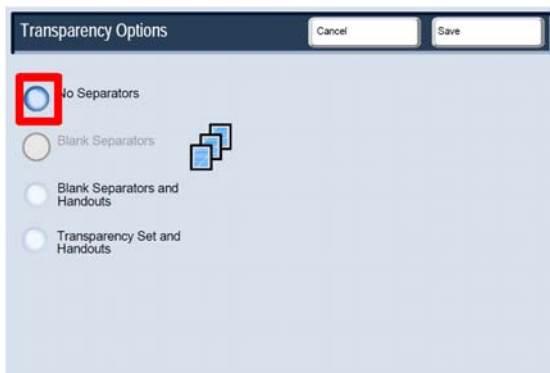 Transparency Options
Cancel
Save
No Separators
Blank Separators
Blank Separators and
Handouts
Transparency Set and
Handouts